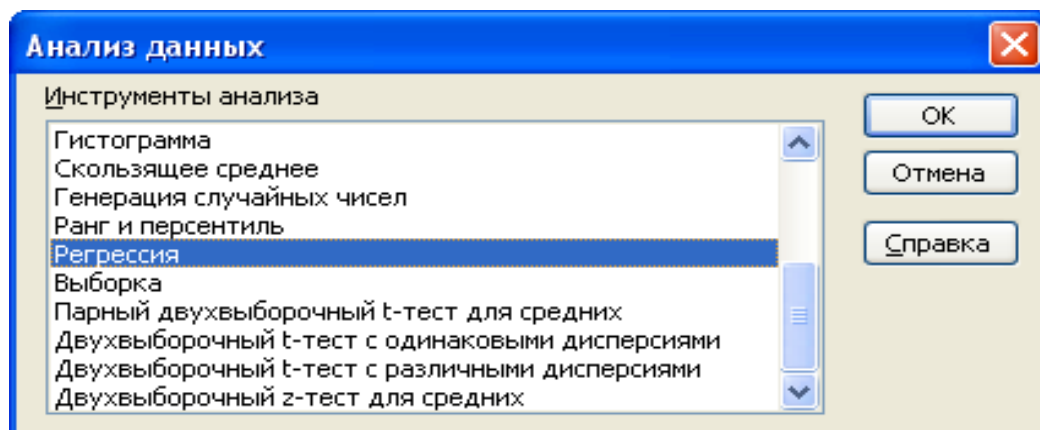 Анализ данных
Инструменты анализа
Гистограмма
Скользящее среднее
Генерация случайных чисел
Ранг и персентиль
Регрессия
Выборка
Парный двухвыборочный t-тест для средних
Двухвыборочный t-тест с одинаковыми дисперсиями
Двухвыборочный t-тест с различными дисперсиями
Двухвыборочный z-тест для средних
ОК
Отмена
Справка